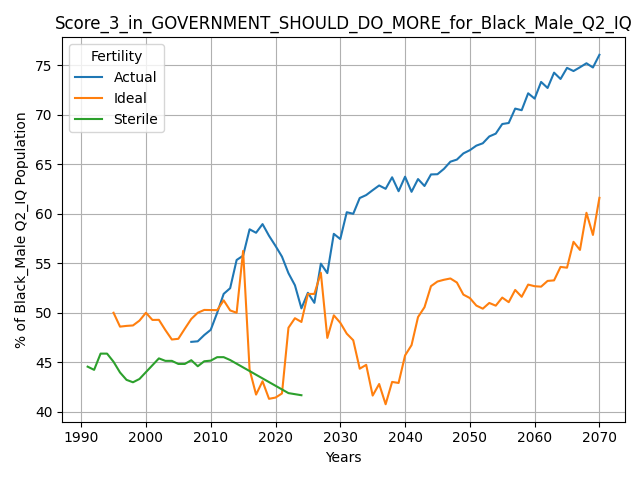 Score_3_in_GOVERNMENT_SHOULD_DO_MORE_for_Black_Male_Q2_IQ
Fertility
Actual
Ideal
Sterile
% of Black_Male Q2_IQ Population
75
70
65
60
55
50
45
40
1990 2000 2010 2020 2030 2040 2050 2060 2070
Years